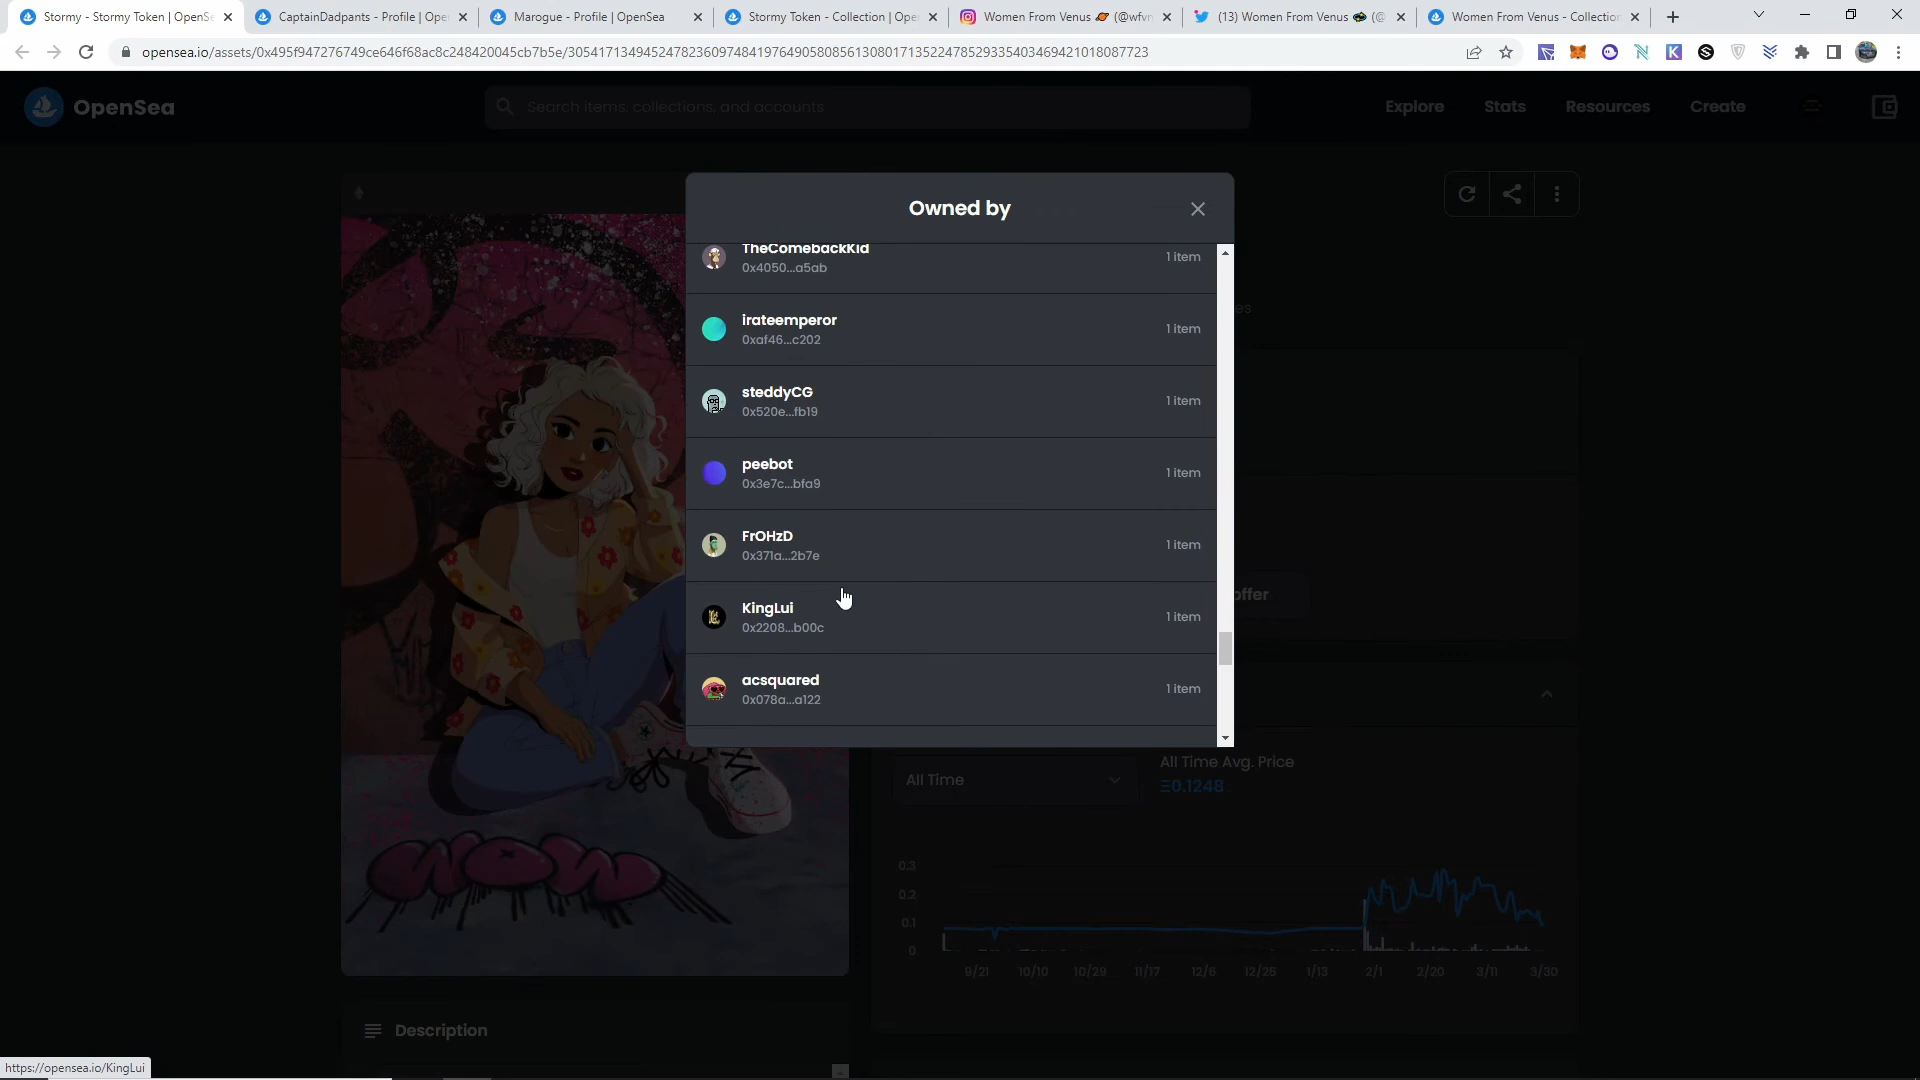 Stormy - Stormy Token | OpenSe
CaptainDadpants - Profile | Ope
Marogue - Profile | OpenSea
Stormy Token - Collection | Ope
Women From Venus 🪐 (@wfvn
(13) Women From Venus (@
Women From Venus - Collection
opensea.io/assets/0x495f947276749ce646f68ac8c248420045cb7b5e/30541713494524782360974841976490580856130801713522478529335403469421018087723
OpenSea
Search items, collections, and accounts
Explore
Stats
Resources
Create
Owned by
TheComebackKid
1 item
0x4050...a5ab
irateemperor
1 item
0xaf46...c202
steddyCG
1 item
0x520e...fb19
peebot
1 item
0x3e7c...bfa9
FrOHzD
1 item
0x371a...2b7e
KingLui
1 item
0x2208...b00c
acsquared
1 item
0x078a...a122
offer
All Time
All Time Avg. Price
Ξ0.1248
0.3
0.2
0.1
0
9/21 10/10 10/29 11/17 12/6 12/25 1/13 2/1 2/20 3/11 3/30
WOW
Description
https://opensea.io/KingLui